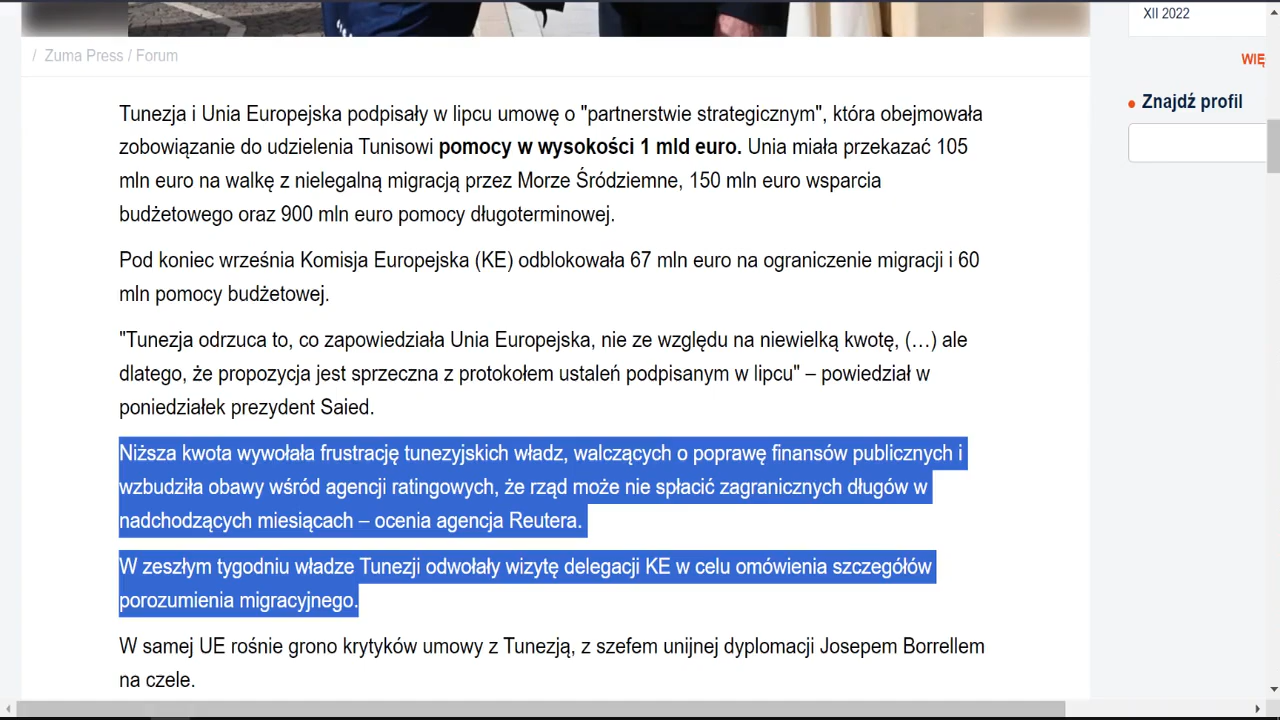 XII 2022
/ Zuma Press / Forum
WIĘ
Znajdź profil
Tunezja i Unia Europejska podpisały w lipcu umowę o "partnerstwie strategicznym", która obejmowała
zobowiązanie do udzielenia Tunisowi pomocy w wysokości 1 mld euro. Unia miała przekazać 105
mln euro na walkę z nielegalną migracją przez Morze Śródziemne, 150 mln euro wsparcia
budżetowego oraz 900 mln euro pomocy długoterminowej.
Pod koniec września Komisja Europejska (KE) odblokowała 67 mln euro na ograniczenie migracji i 60
mln pomocy budżetowej.
"Tunezja odrzuca to, co zapowiedziała Unia Europejska, nie ze względu na niewielką kwotę, (…) ale
dlatego, że propozycja jest sprzeczna z protokołem ustaleń podpisanym w lipcu" – powiedział w
poniedziałek prezydent Saied.
Niższa kwota wywołała frustrację tunezyjskich władz, walczących o poprawę finansów publicznych i
wzbudziła obawy wśród agencji ratingowych, że rząd może nie spłacić zagranicznych długów w
nadchodzących miesiącach – ocenia agencja Reutera.
W zeszłym tygodniu władze Tunezji odwołały wizytę delegacji KE w celu omówienia szczegółów
porozumienia migracyjnego.
W samej UE rośnie grono krytyków umowy z Tunezją, z szefem unijnej dyplomacji Josepem Borrellem
na czele.